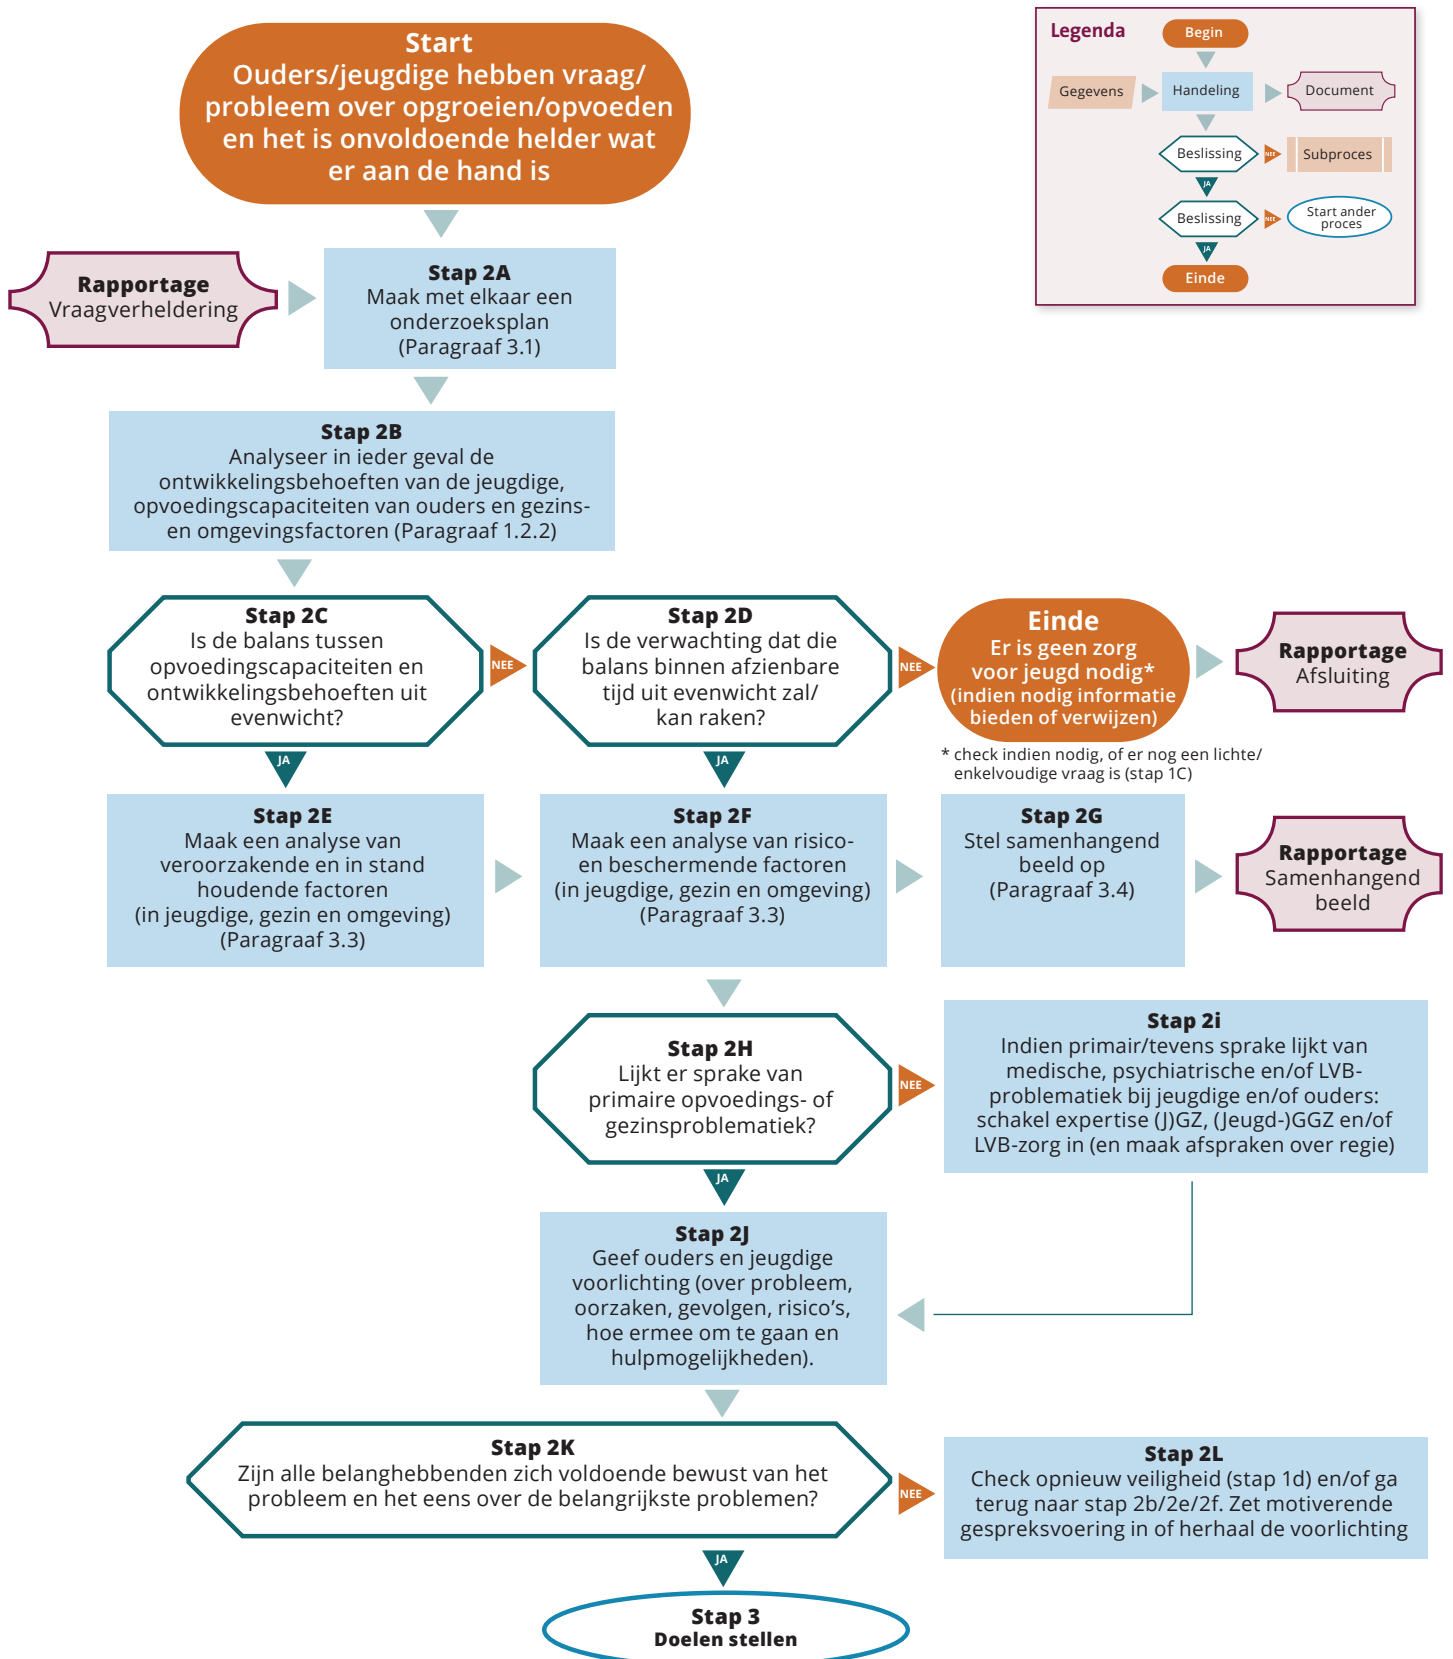 Start
Ouders/jeugdige hebben vraag/
probleem over opgroeien/opvoeden
en het is onvoldoende helder wat
er aan de hand is
Legenda
Begin
Gegevens
Handeling
Document
Beslissing
NEE
Subproces
JA
Beslissing
NEE
Start ander
proces
JA
Einde
Rapportage
Vraagverheldering
Stap 2A
Maak met elkaar een
onderzoeksplan
(Paragraaf 3.1)
Stap 2B
Analyseer in ieder geval de
ontwikkelingsbehoeften van de jeugdige,
opvoedingscapaciteiten van ouders en gezins-
en omgevingsfactoren (Paragraaf 1.2.2)
Stap 2C
Is de balans tussen
opvoedingscapaciteiten en
ontwikkelingsbehoeften uit
evenwicht?
NEE
Stap 2D
Is de verwachting dat die
balans binnen afzienbare
tijd uit evenwicht zal/
kan raken?
NEE
Einde
Er is geen zorg
voor jeugd nodig*
(indien nodig informatie
bieden of verwijzen)
Rapportage
Afsluiting
* check indien nodig, of er nog een lichte/
enkelvoudige vraag is (stap 1C)
JA
JA
Stap 2E
Maak een analyse van
veroorzakende en in stand
houdende factoren
(in jeugdige, gezin en omgeving)
(Paragraaf 3.3)
Stap 2F
Maak een analyse van risico-
en beschermende factoren
(in jeugdige, gezin en omgeving)
(Paragraaf 3.3)
Stap 2G
Stel samenhangend
beeld op
(Paragraaf 3.4)
Rapportage
Samenhangend
beeld
Stap 2H
Lijkt er sprake van
primaire opvoedings- of
gezinsproblematiek?
NEE
Stap 2i
Indien primair/tevens sprake lijkt van
medische, psychiatrische en/of LVB-
problematiek bij jeugdige en/of ouders:
schakel expertise (J)GZ, (Jeugd-)GGZ en/of
LVB-zorg in (en maak afspraken over regie)
JA
Stap 2J
Geef ouders en jeugdige
voorlichting (over probleem,
oorzaken, gevolgen, risico's,
hoe ermee om te gaan en
hulpmogelijkheden).
Stap 2K
Zijn alle belanghebbenden zich voldoende bewust van het
probleem en het eens over de belangrijkste problemen?
NEE
Stap 2L
Check opnieuw veiligheid (stap 1d) en/of ga
terug naar stap 2b/2e/2f. Zet motiverende
gespreksvoering in of herhaal de voorlichting
JA
Stap 3
Doelen stellen